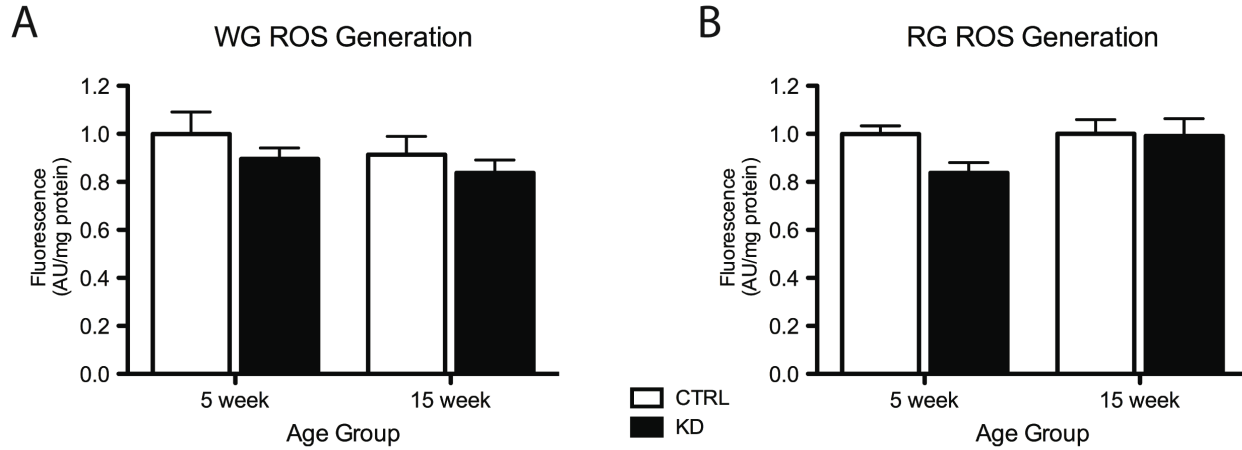 A
WG ROS Generation
Fluorescence
(AU/mg protein)
1.2
1.0
0.8
0.6
0.4
0.2
0.0
5 week
15 week
Age Group
CTRL
KD
B
RG ROS Generation
Fluorescence
(AU/mg protein)
1.2
1.0
0.8
0.6
0.4
0.2
0.0
5 week
15 week
Age Group